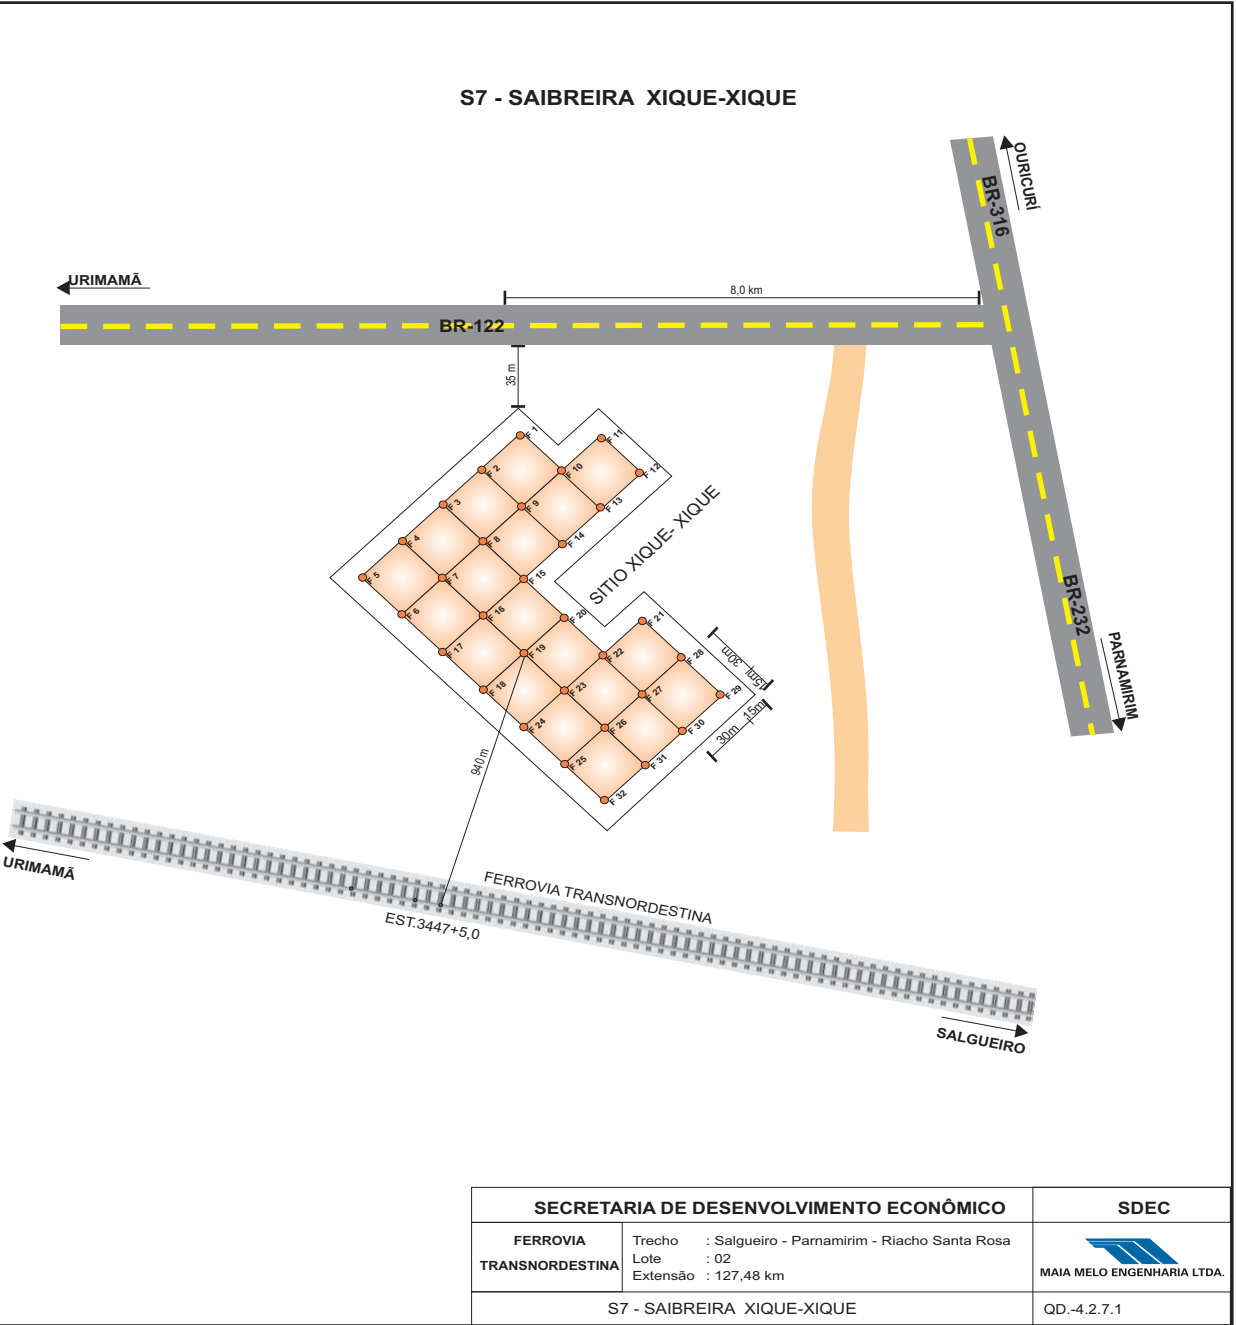 S7 - SAIBREIRA XIQUE-XIQUE
OURICURÍ
BR-316
URIMAMÃ
8,0 km
BR-122
35 m
F 1
F 11
F 2
F 10
F 12
F 3
F 9
F 13
F 4
F 8
F 14
SITIO XIQUE- XIQUE
F 5
F 7
F 15
BR-232
F 6
F 16
F 20
F 21
PARNAMIRIM
F 17
F 19
F 22
F 28
30m
15m
F 18
F 23
F 27
F 29
15m
30m
F 24
F 26
F 30
F 25
F 31
940 m
F 32
URIMAMÃ
FERROVIA TRANSNORDESTINA
EST.3447+5,0
SALGUEIRO
SECRETARIA DE DESENVOLVIMENTO ECONÔMICO
SDEC
FERROVIA
TRANSNORDESTINA
Trecho : Salgueiro - Parnamirim - Riacho Santa Rosa
Lote : 02
Extensão : 127,48 km
MAIA MELO ENGENHARIA LTDA.
S7 - SAIBREIRA XIQUE-XIQUE
QD.-4.2.7.1